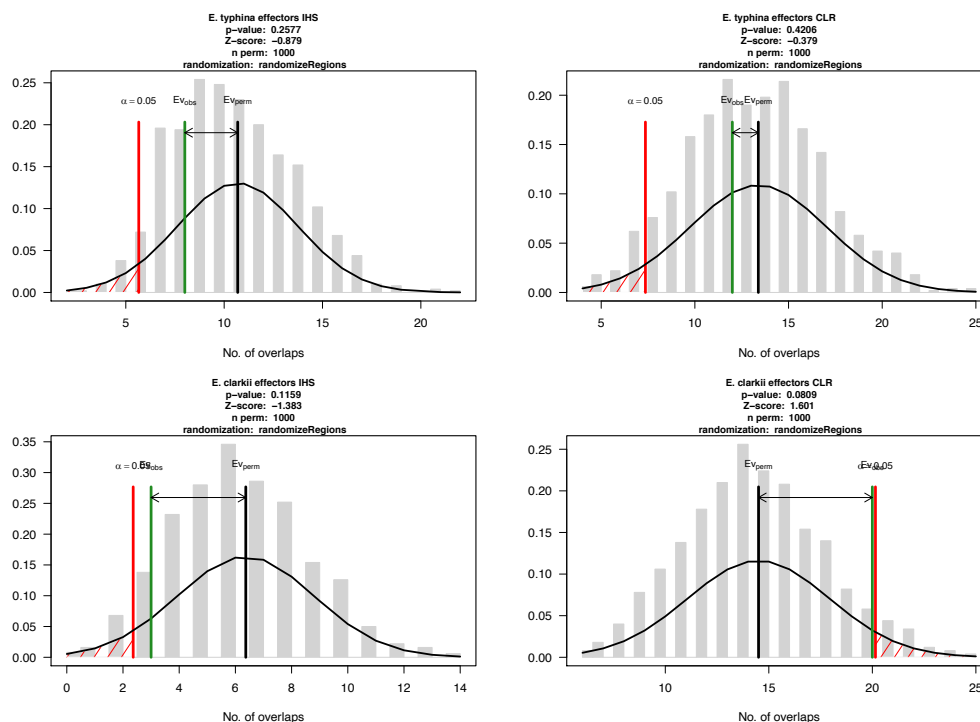 E. typhina effectors IHS
p-value: 0.2577
Z-score: −0.879
n perm: 1000
randomization: randomizeRegions
0.25
0.20
0.15
0.10
0.05
0.00
α = 0.05
Evobs
Evperm
5
10
15
20
No. of overlaps
E. typhina effectors CLR
p-value: 0.4206
Z-score: −0.379
n perm: 1000
randomization: randomizeRegions
0.20
0.15
0.10
0.05
0.00
α = 0.05
Evobs
Evperm
5
10
15
20
25
No. of overlaps
E. clarkii effectors IHS
p-value: 0.1159
Z-score: −1.383
n perm: 1000
randomization: randomizeRegions
0.35
0.30
0.25
0.20
0.15
0.10
0.05
0.00
α = 0.05
Evobs
Evperm
0
2
4
6
8
10
12
14
No. of overlaps
E. clarkii effectors CLR
p-value: 0.0809
Z-score: 1.601
n perm: 1000
randomization: randomizeRegions
0.25
0.20
0.15
0.10
0.05
0.00
Evperm
α = 0.05
Evobs
10
15
20
25
No. of overlaps